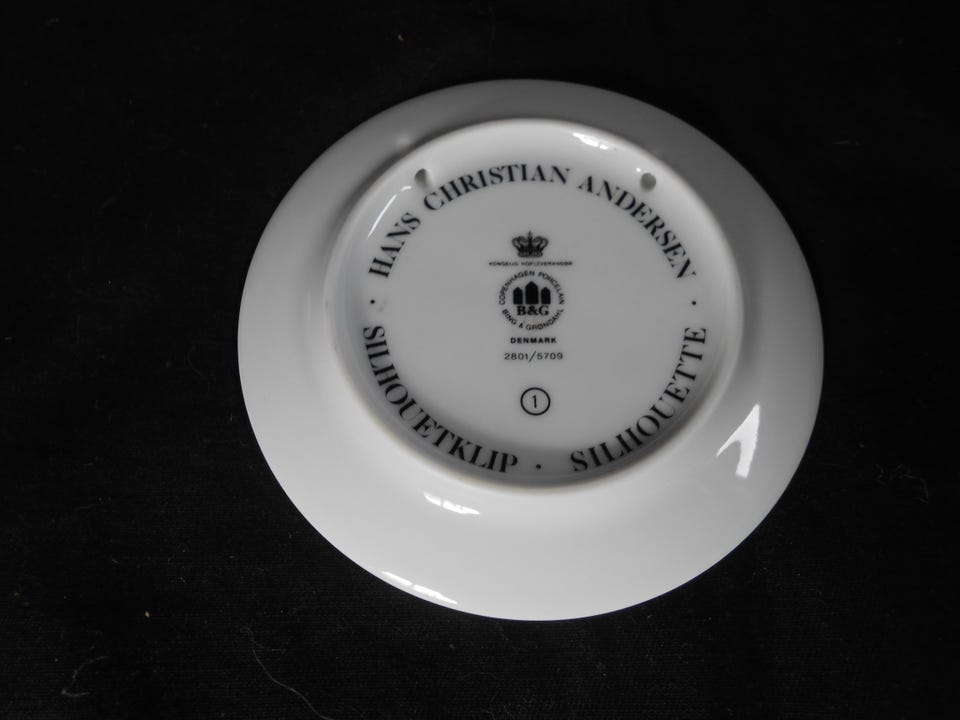 HANS CHRISTIAN ANDERSEN
KONGELIG HOFLEVERANDØR
COPENHAGEN PORCELAIN
B&G
BING & GRØNDAHL
DENMARK
2801/5709
1
SILHOUETKLIP · SILHOUETTE